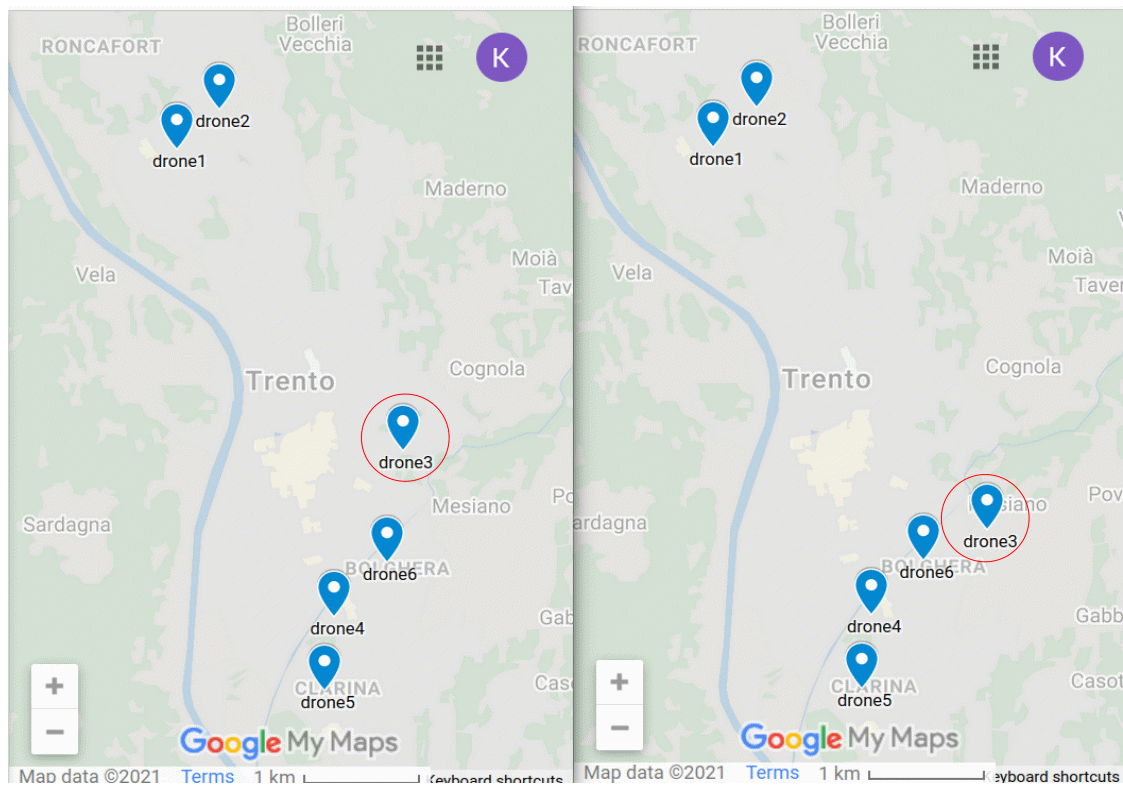 Bolleri
Vecchia
RONCAFORT
K
drone2
drone1
Maderno
Moià
Vela
Tav
Cognola
Trento
drone3
Mesiano
Po
Sardagna
BOLGHERA
drone6
drone4
Gab
CLARINA
Cas
drone5
+
−
Google My Maps
Map data ©2021 Terms 1 km Keyboard shortcuts
Bolleri
Vecchia
RONCAFORT
K
drone2
drone1
Maderno
V
Moià
Vela
Taver
Cognola
Trento
Mesiano
Pov
ardagna
drone3
BOLGHERA
drone6
drone4
Gabb
Casot
CLARINA
drone5
+
−
Google My Maps
Map data ©2021 Terms 1 km eyboard shortcuts